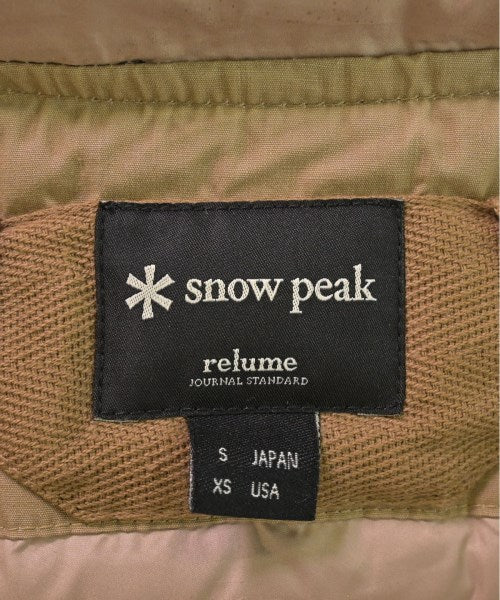 snow peak
relume
JOURNAL STANDARD
S JAPAN
XS USA